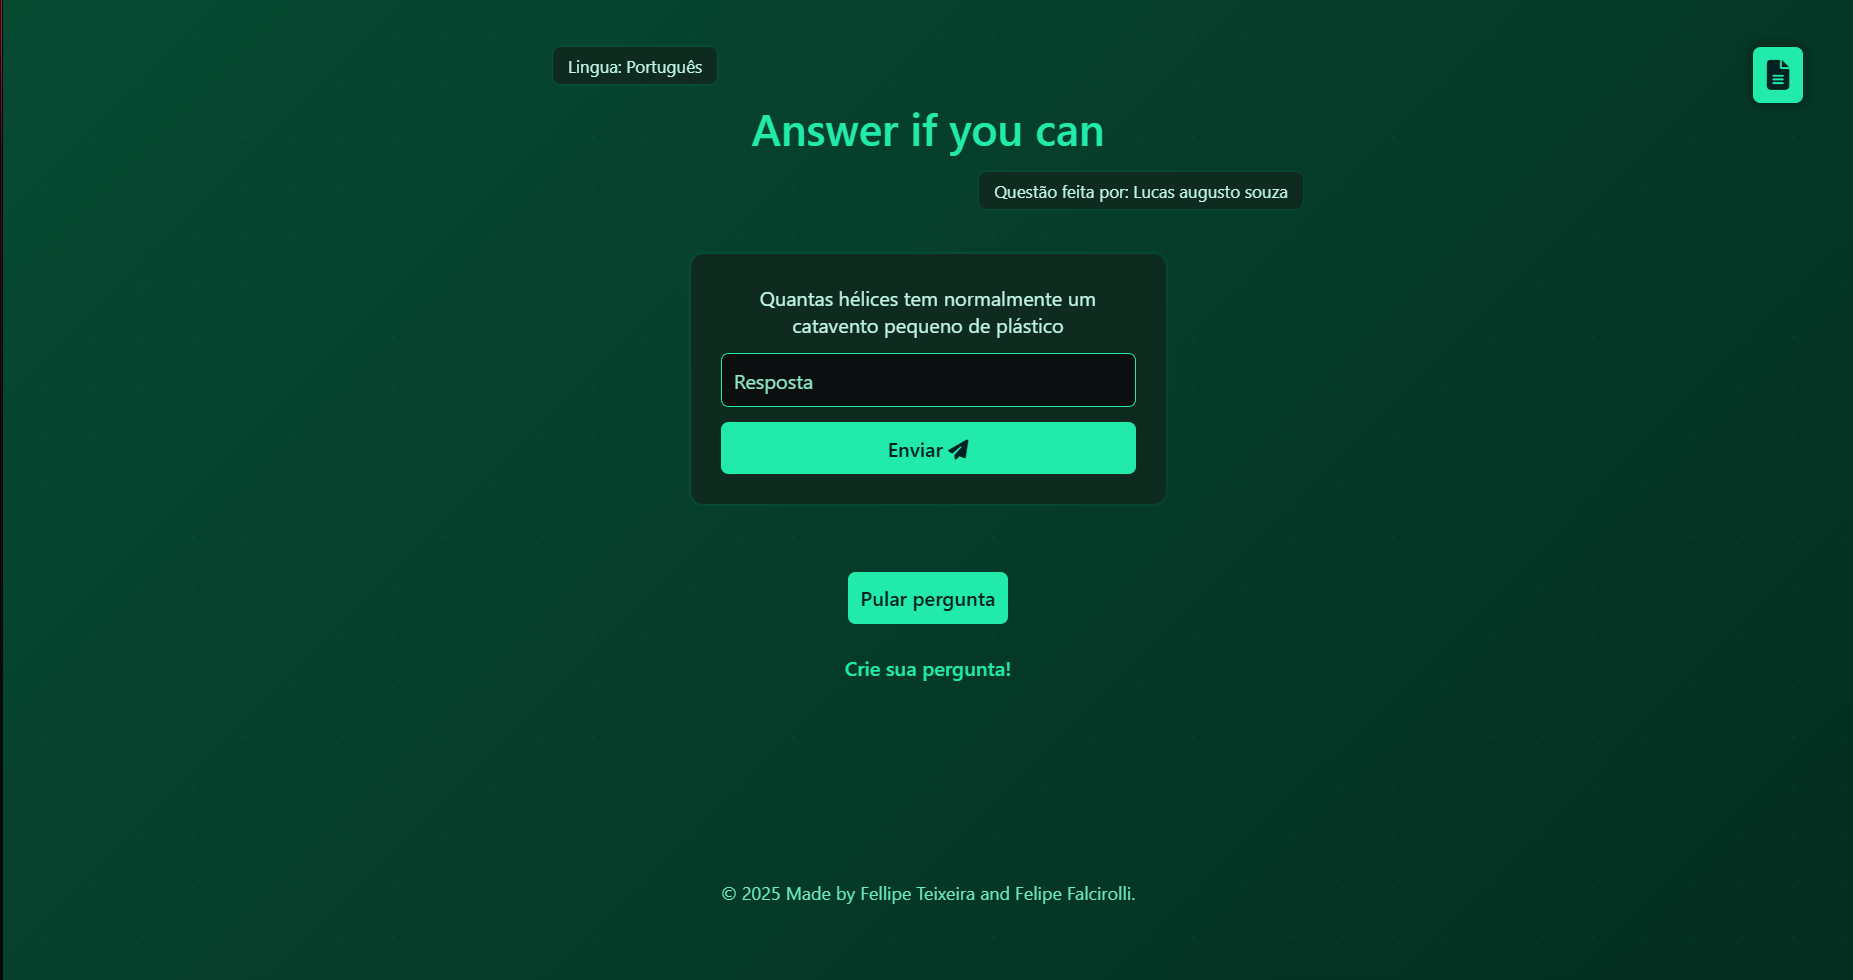 Lingua: Português
Answer if you can
Questão feita por: Lucas augusto souza
Quantas hélices tem normalmente um
catavento pequeno de plástico
Resposta
Enviar
Pular pergunta
Crie sua pergunta!
© 2025 Made by Fellipe Teixeira and Felipe Falcirolli.